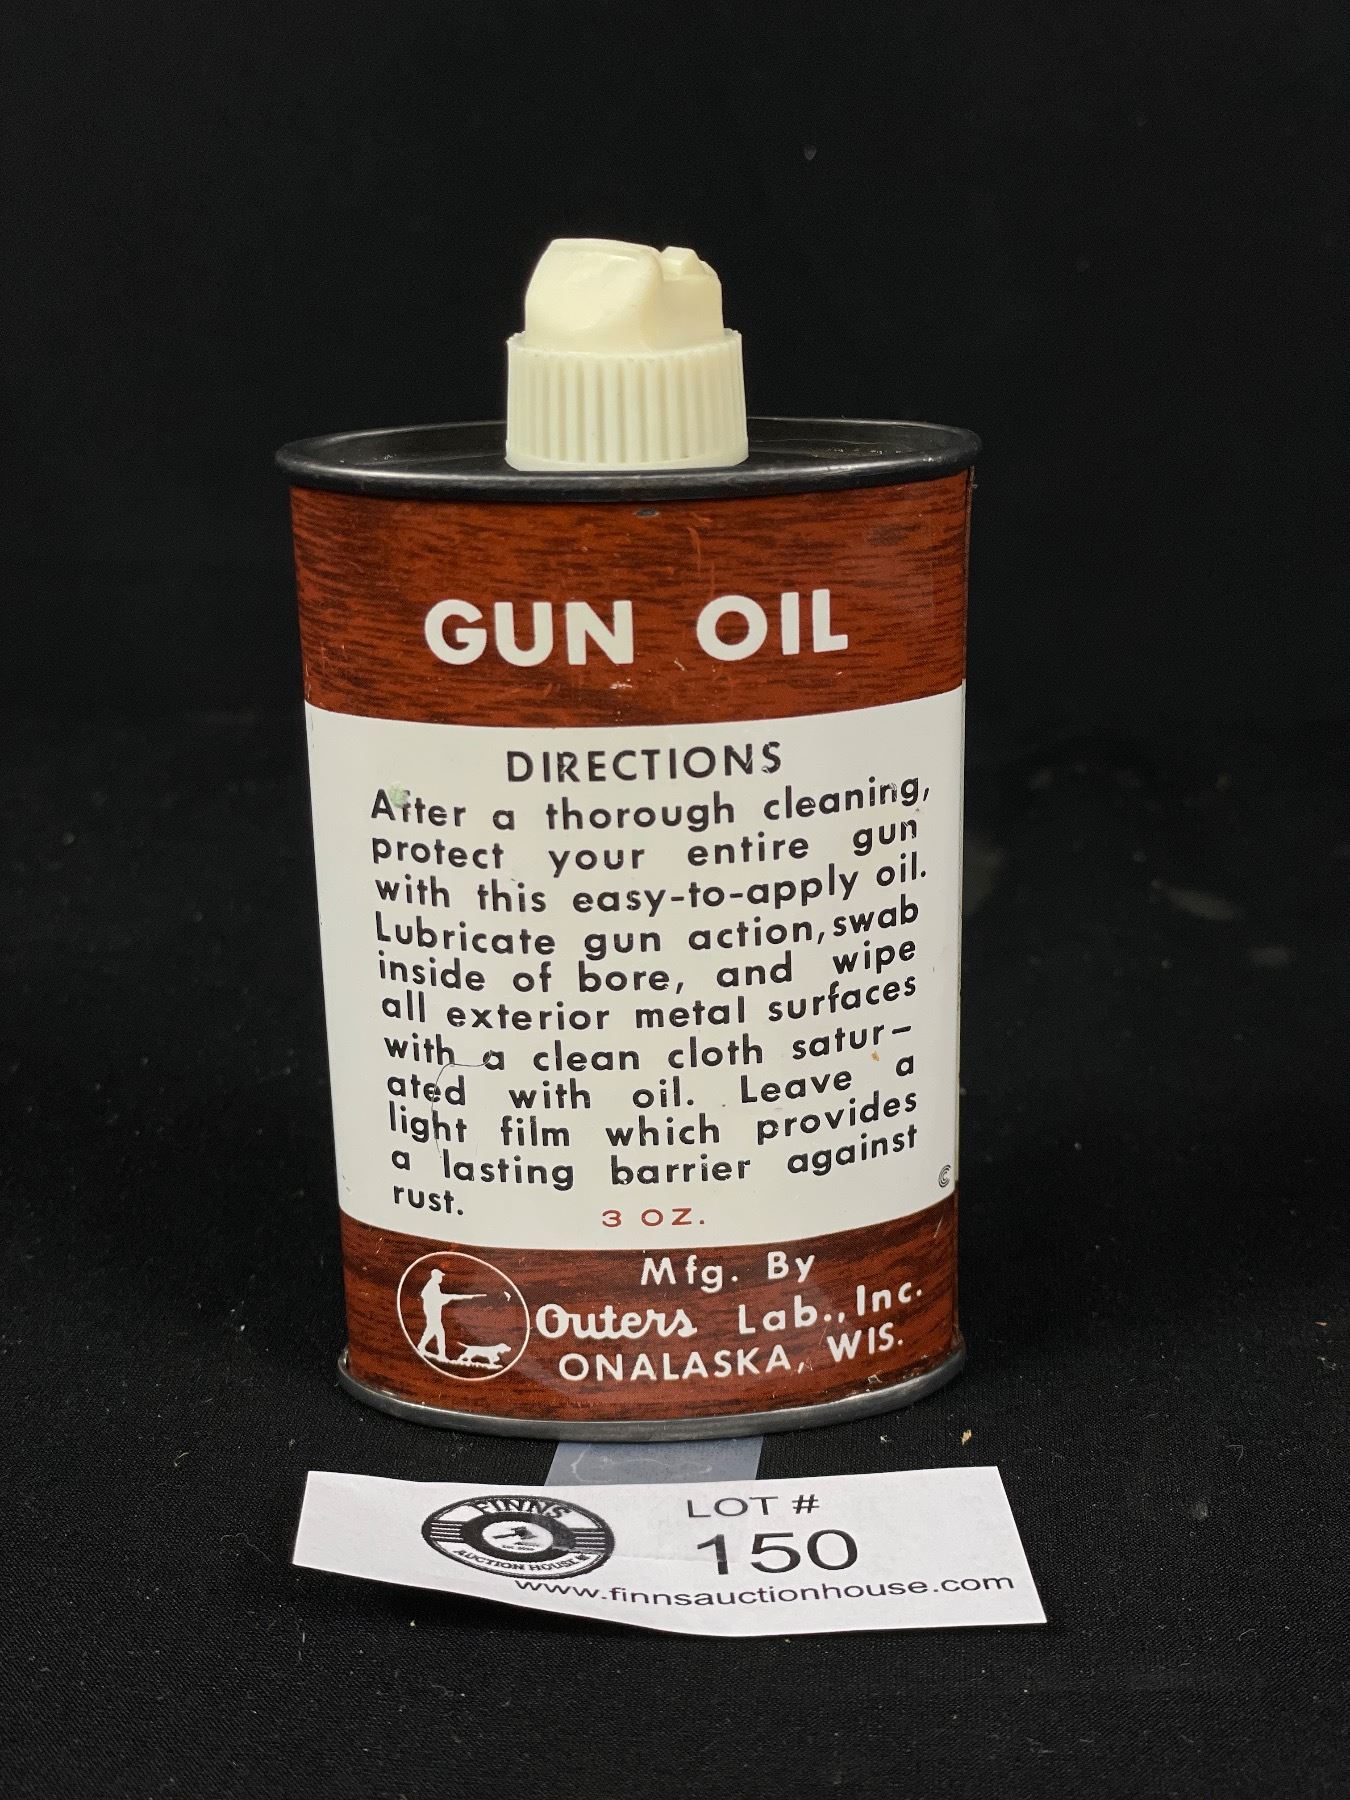 GUN OIL
DIRECTIONS
After a thorough cleaning,
protect your entire gun
with this easy-to-apply oil.
Lubricate gun action, swab
inside of bore, and wipe
all exterior metal surfaces
with a clean cloth satur-
ated with oil. Leave a
light film which provides
a lasting barrier against
rust.
3 OZ.
©
Mfg. By
Outers Lab., Inc.
ONALASKA, WIS.
FINNS
AUCTION HOUSE
LOT #
150
www.finnsauctionhouse.com